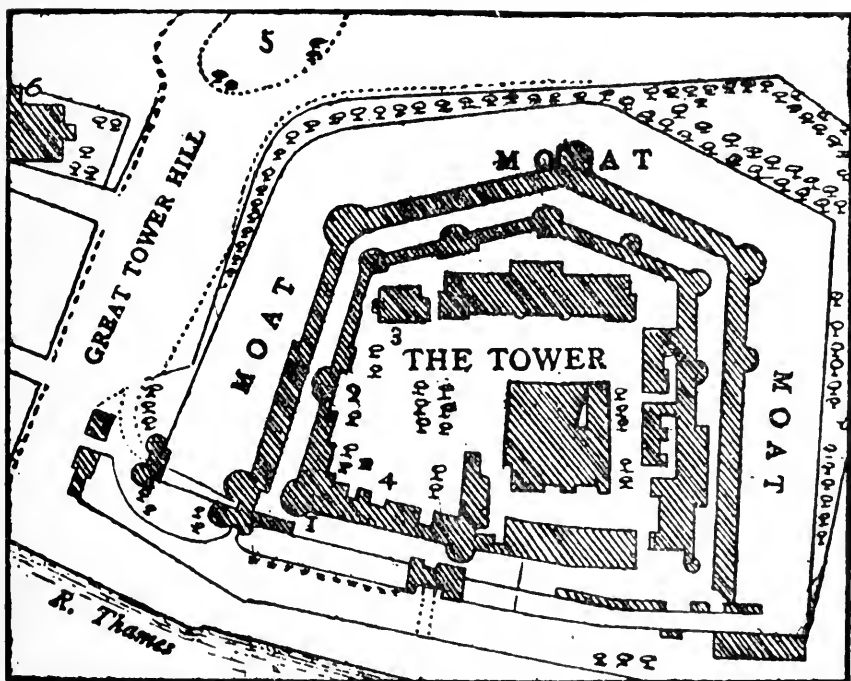 5
6
GREAT TOWER HILL
MOAT
MOAT
3
THE TOWER
MOAT
4
1
R. Thames